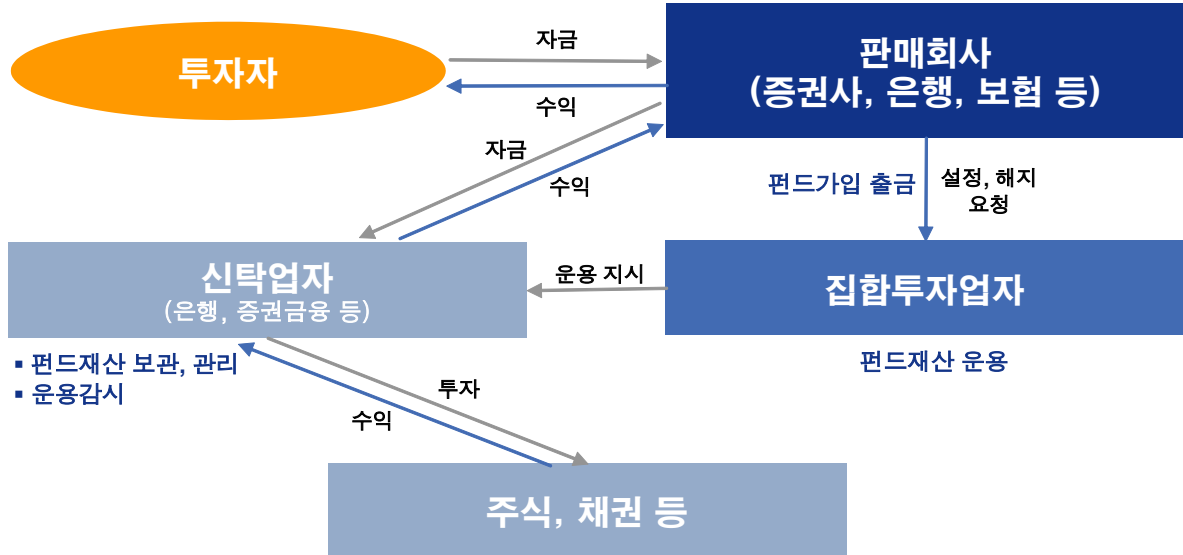 투자자
자금
수익
판매회사
(증권사, 은행, 보험 등)
자금
수익
펀드가입 출금
설정, 해지
요청
신탁업자
(은행, 증권금융 등)
운용 지시
집합투자업자
▪ 펀드재산 보관, 관리
▪ 운용감시
펀드재산 운용
투자
수익
주식, 채권 등